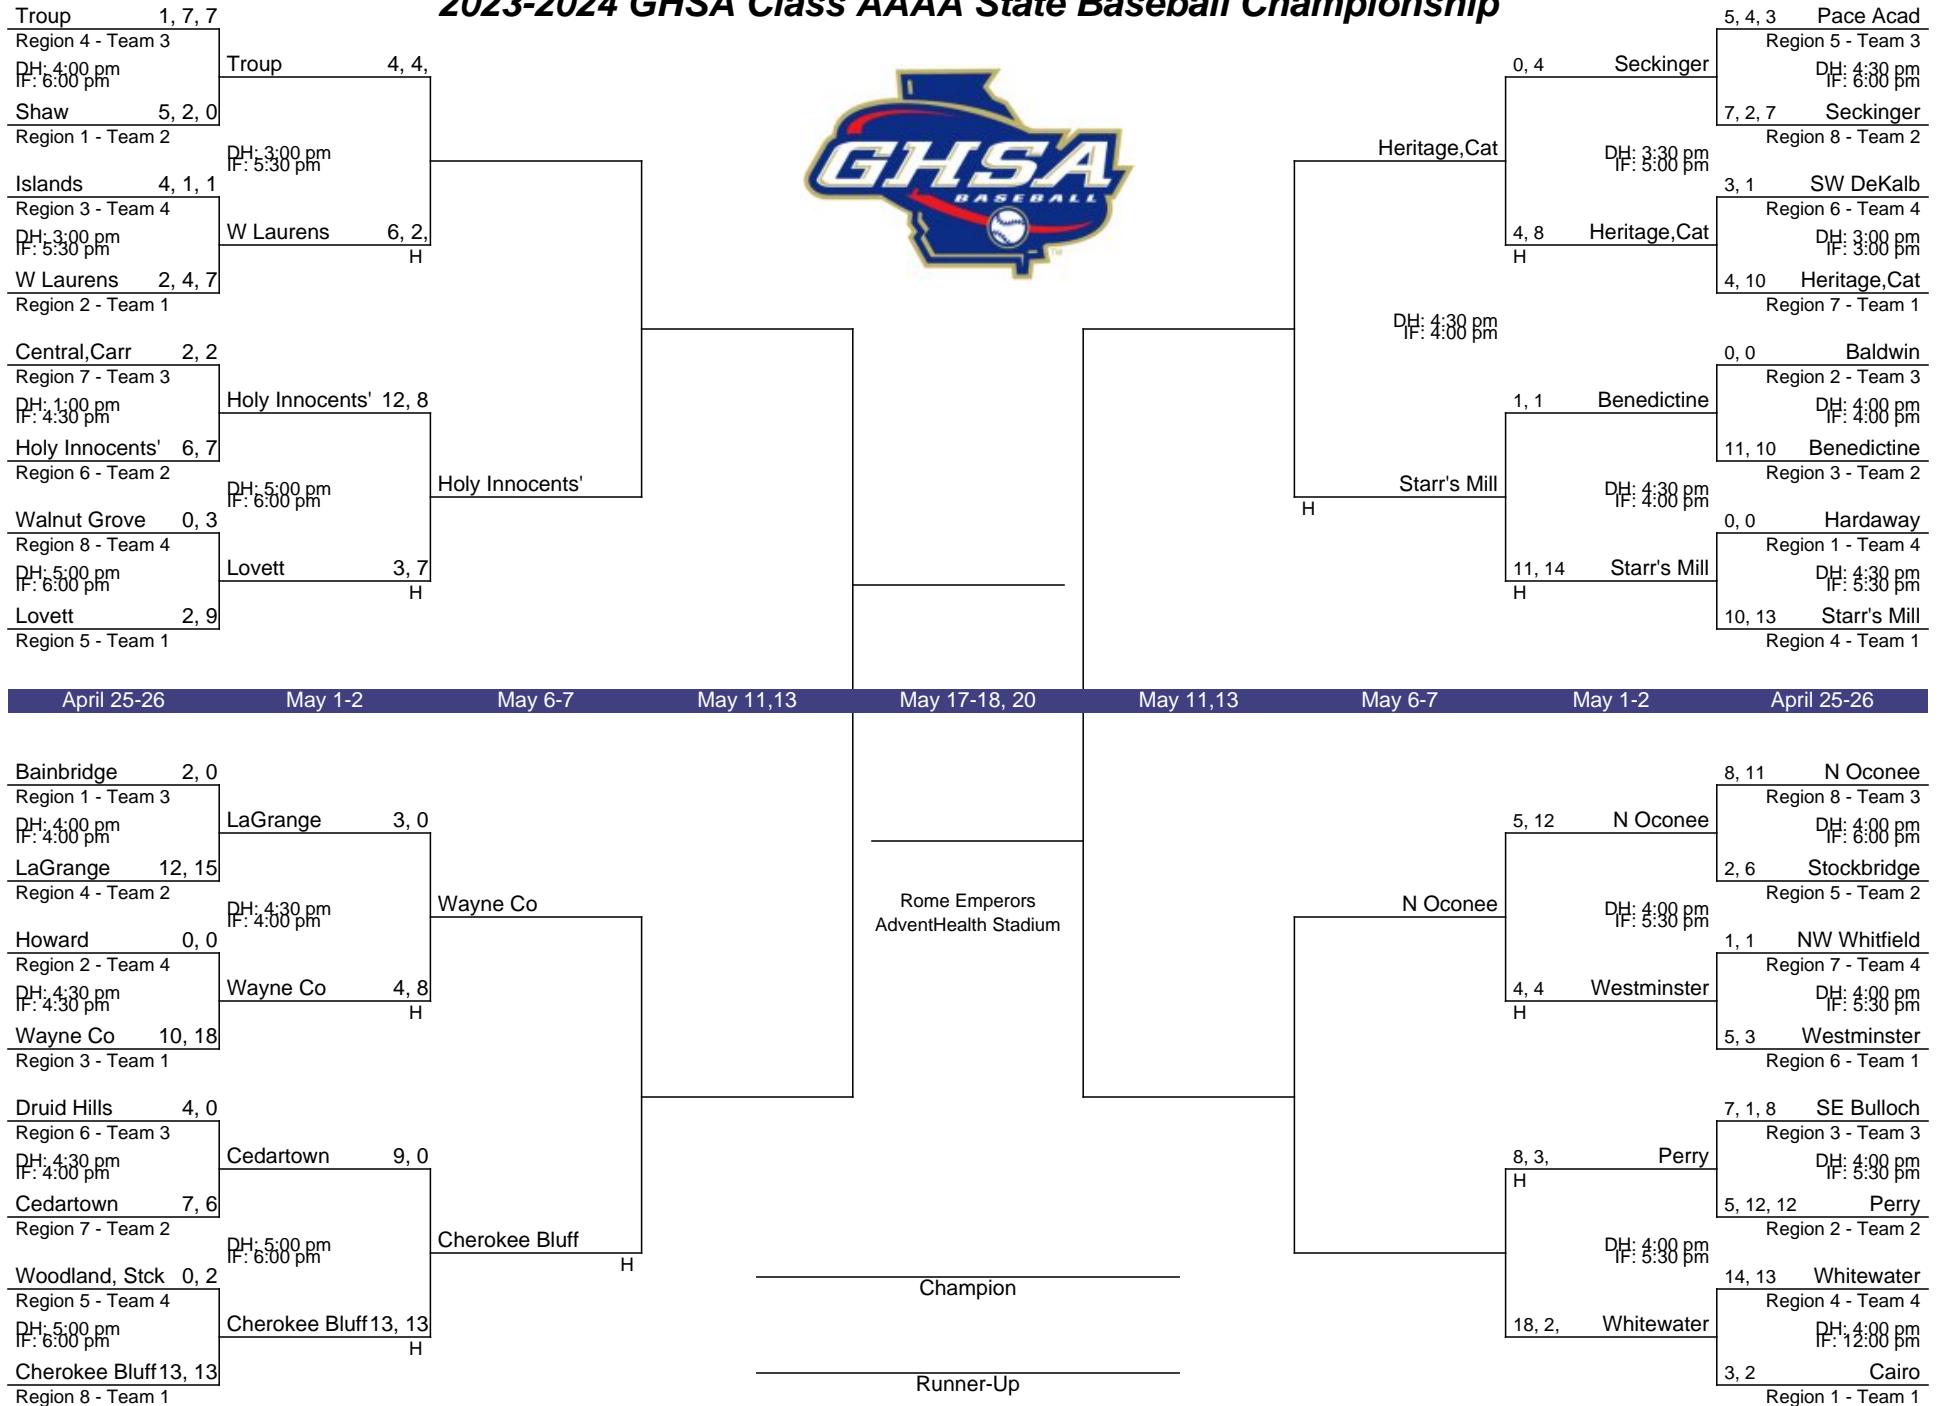 2023-2024 GHSA Class AAAA State Baseball Championship
GHSA
BASEBALL
Troup 1, 7, 7
Region 4 - Team 3
DH: 4:00 pm
IF: 6:00 pm
Shaw 5, 2, 0
Region 1 - Team 2
Islands 4, 1, 1
Region 3 - Team 4
DH: 3:00 pm
IF: 5:30 pm
W Laurens 2, 4, 7
Region 2 - Team 1
Central,Carr 2, 2
Region 7 - Team 3
DH: 1:00 pm
IF: 4:30 pm
Holy Innocents' 6, 7
Region 6 - Team 2
Walnut Grove 0, 3
Region 8 - Team 4
DH: 5:00 pm
IF: 6:00 pm
Lovett 2, 9
Region 5 - Team 1
Troup 4, 4,
DH: 3:00 pm
IF: 5:30 pm
W Laurens 6, 2,
H
Holy Innocents' 12, 8
DH: 5:00 pm
IF: 6:00 pm
Lovett 3, 7
H
Holy Innocents'
Heritage,Cat
DH: 4:30 pm
IF: 4:00 pm
Starr's Mill
H
0, 4 Seckinger
DH: 3:30 pm
IF: 5:00 pm
4, 8 Heritage,Cat
H
1, 1 Benedictine
DH: 4:30 pm
IF: 4:00 pm
11, 14 Starr's Mill
H
5, 4, 3 Pace Acad
Region 5 - Team 3
DH: 4:30 pm
IF: 6:00 pm
7, 2, 7 Seckinger
Region 8 - Team 2
3, 1 SW DeKalb
Region 6 - Team 4
DH: 3:00 pm
IF: 3:00 pm
4, 10 Heritage,Cat
Region 7 - Team 1
0, 0 Baldwin
Region 2 - Team 3
DH: 4:00 pm
IF: 4:00 pm
11, 10 Benedictine
Region 3 - Team 2
0, 0 Hardaway
Region 1 - Team 4
DH: 4:30 pm
IF: 5:30 pm
10, 13 Starr's Mill
Region 4 - Team 1
April 25-26 May 1-2 May 6-7 May 11,13 May 17-18, 20 May 11,13 May 6-7 May 1-2 April 25-26
Bainbridge 2, 0
Region 1 - Team 3
DH: 4:00 pm
IF: 4:00 pm
LaGrange 12, 15
Region 4 - Team 2
Howard 0, 0
Region 2 - Team 4
DH: 4:30 pm
IF: 4:30 pm
Wayne Co 10, 18
Region 3 - Team 1
Druid Hills 4, 0
Region 6 - Team 3
DH: 4:30 pm
IF: 4:00 pm
Cedartown 7, 6
Region 7 - Team 2
Woodland, Stck 0, 2
Region 5 - Team 4
DH: 5:00 pm
IF: 6:00 pm
Cherokee Bluff 13, 13
Region 8 - Team 1
LaGrange 3, 0
DH: 4:30 pm
IF: 4:00 pm
Wayne Co 4, 8
H
Cedartown 9, 0
DH: 5:00 pm
IF: 6:00 pm
Cherokee Bluff 13, 13
H
Wayne Co
Cherokee Bluff
H
Rome Emperors
AdventHealth Stadium
Champion
Runner-Up
N Oconee
5, 12 N Oconee
DH: 4:00 pm
IF: 5:30 pm
4, 4 Westminster
H
8, 3, Perry
H
DH: 4:00 pm
IF: 5:30 pm
18, 2, Whitewater
8, 11 N Oconee
Region 8 - Team 3
DH: 4:00 pm
IF: 6:00 pm
2, 6 Stockbridge
Region 5 - Team 2
1, 1 NW Whitfield
Region 7 - Team 4
DH: 4:00 pm
IF: 5:30 pm
5, 3 Westminster
Region 6 - Team 1
7, 1, 8 SE Bulloch
Region 3 - Team 3
DH: 4:00 pm
IF: 5:30 pm
5, 12, 12 Perry
Region 2 - Team 2
14, 13 Whitewater
Region 4 - Team 4
DH: 4:00 pm
IF: 12:00 pm
3, 2 Cairo
Region 1 - Team 1